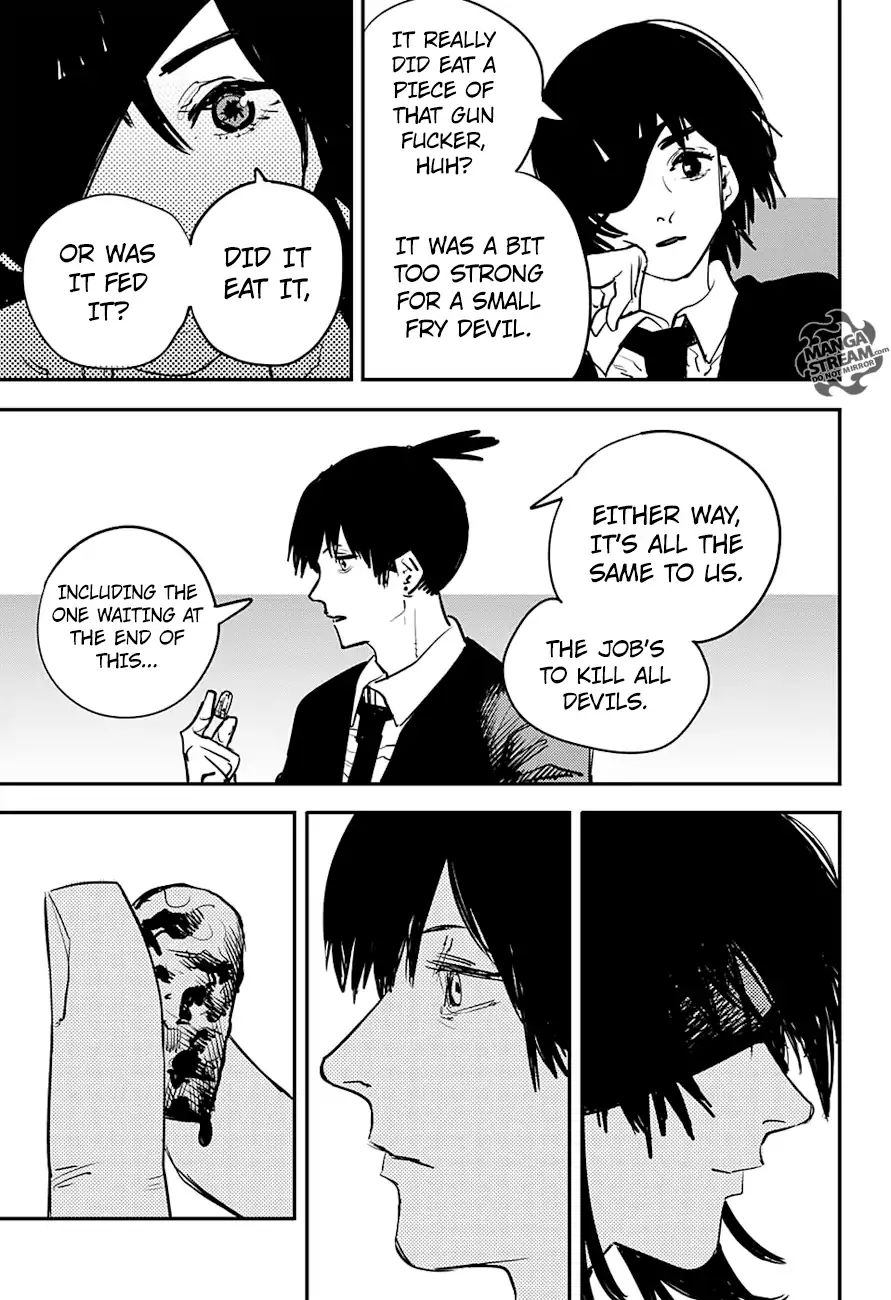 IT REALLY
DID EAT A
PIECE OF
THAT GUN
FUCKER,
HUH?
IT WAS A BIT
TOO STRONG
FOR A SMALL
FRY DEVIL.
DID IT
EAT IT,
OR WAS
IT FED
IT?
MANGA
STREAM.com
DO NOT MIRROR
EITHER WAY,
IT'S ALL THE
SAME TO US.
THE JOB'S
TO KILL ALL
DEVILS.
INCLUDING THE
ONE WAITING AT
THE END OF
THIS...